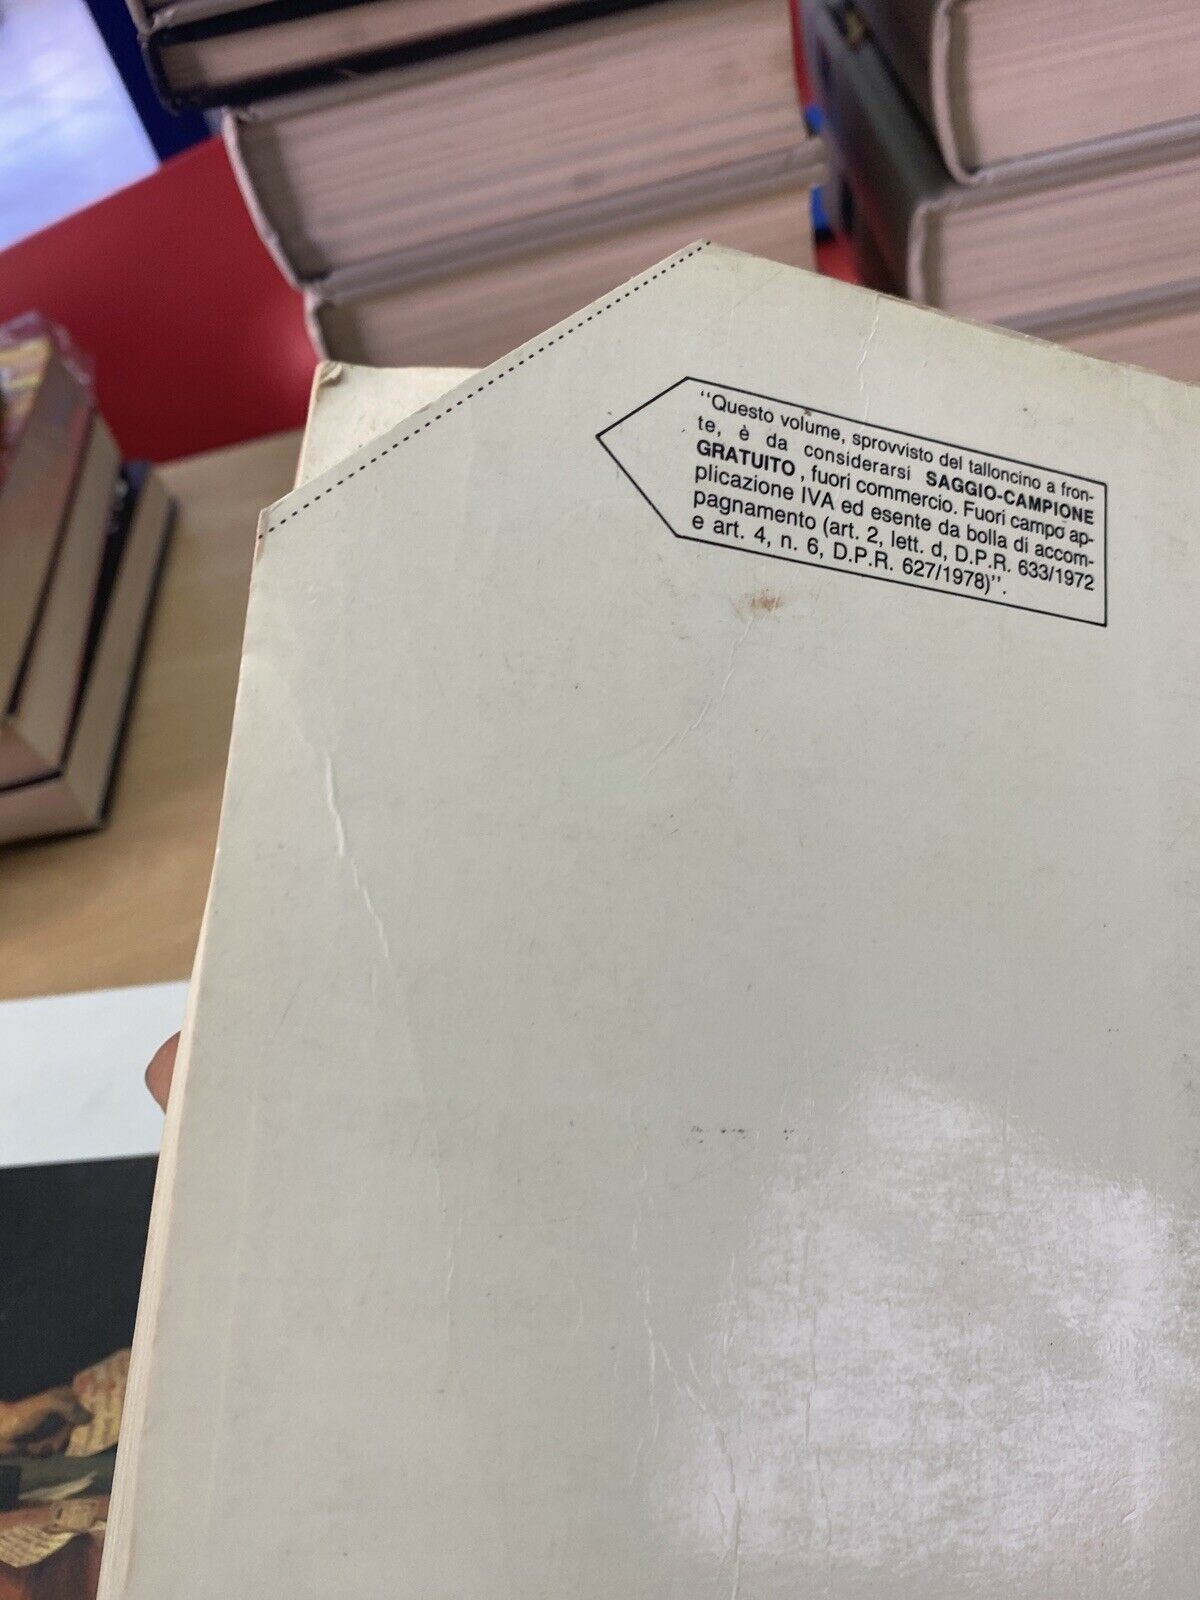 "Questo volume, sprovvisto del talloncino a fron-
te, è da considerarsi SAGGIO-CAMPIONE
GRATUITO, fuori commercio. Fuori campo ap-
plicazione IVA ed esente da bolla di accom-
pagnamento (art. 2, lett. d, D.P.R. 633/1972
e art. 4, n. 6, D.P.R. 627/1978)".